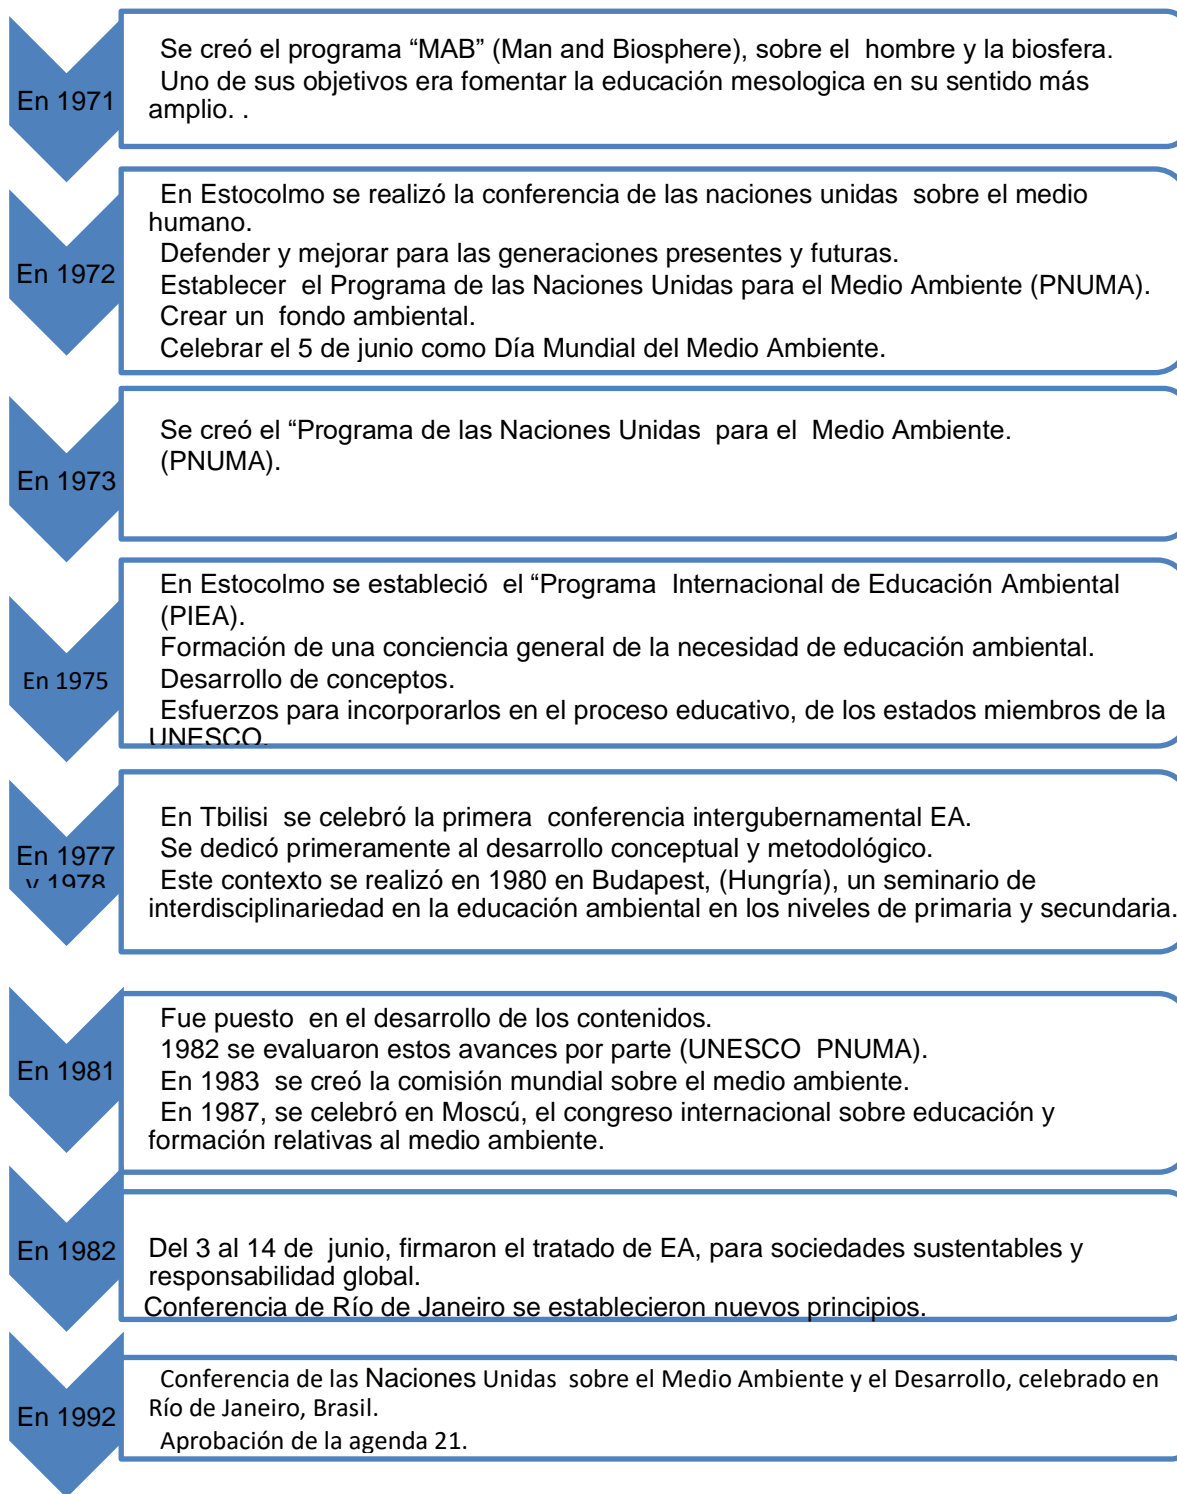 En 1971
Se creó el programa “MAB” (Man and Biosphere), sobre el hombre y la biosfera.
Uno de sus objetivos era fomentar la educación mesologica en su sentido más
amplio. .
En 1972
En Estocolmo se realizó la conferencia de las naciones unidas sobre el medio
humano.
Defender y mejorar para las generaciones presentes y futuras.
Establecer el Programa de las Naciones Unidas para el Medio Ambiente (PNUMA).
Crear un fondo ambiental.
Celebrar el 5 de junio como Día Mundial del Medio Ambiente.
En 1973
Se creó el “Programa de las Naciones Unidas para el Medio Ambiente.
(PNUMA).
En 1975
En Estocolmo se estableció el “Programa Internacional de Educación Ambiental
(PIEA).
Formación de una conciencia general de la necesidad de educación ambiental.
Desarrollo de conceptos.
Esfuerzos para incorporarlos en el proceso educativo, de los estados miembros de la
UNESCO.
En 1977
y 1978
En Tbilisi se celebró la primera conferencia intergubernamental EA.
Se dedicó primeramente al desarrollo conceptual y metodológico.
Este contexto se realizó en 1980 en Budapest, (Hungría), un seminario de
interdisciplinariedad en la educación ambiental en los niveles de primaria y secundaria.
En 1981
Fue puesto en el desarrollo de los contenidos.
1982 se evaluaron estos avances por parte (UNESCO PNUMA).
En 1983 se creó la comisión mundial sobre el medio ambiente.
En 1987, se celebró en Moscú, el congreso internacional sobre educación y
formación relativas al medio ambiente.
En 1982
Del 3 al 14 de junio, firmaron el tratado de EA, para sociedades sustentables y
responsabilidad global.
Conferencia de Río de Janeiro se establecieron nuevos principios.
En 1992
Conferencia de las Naciones Unidas sobre el Medio Ambiente y el Desarrollo, celebrado en
Río de Janeiro, Brasil.
Aprobación de la agenda 21.